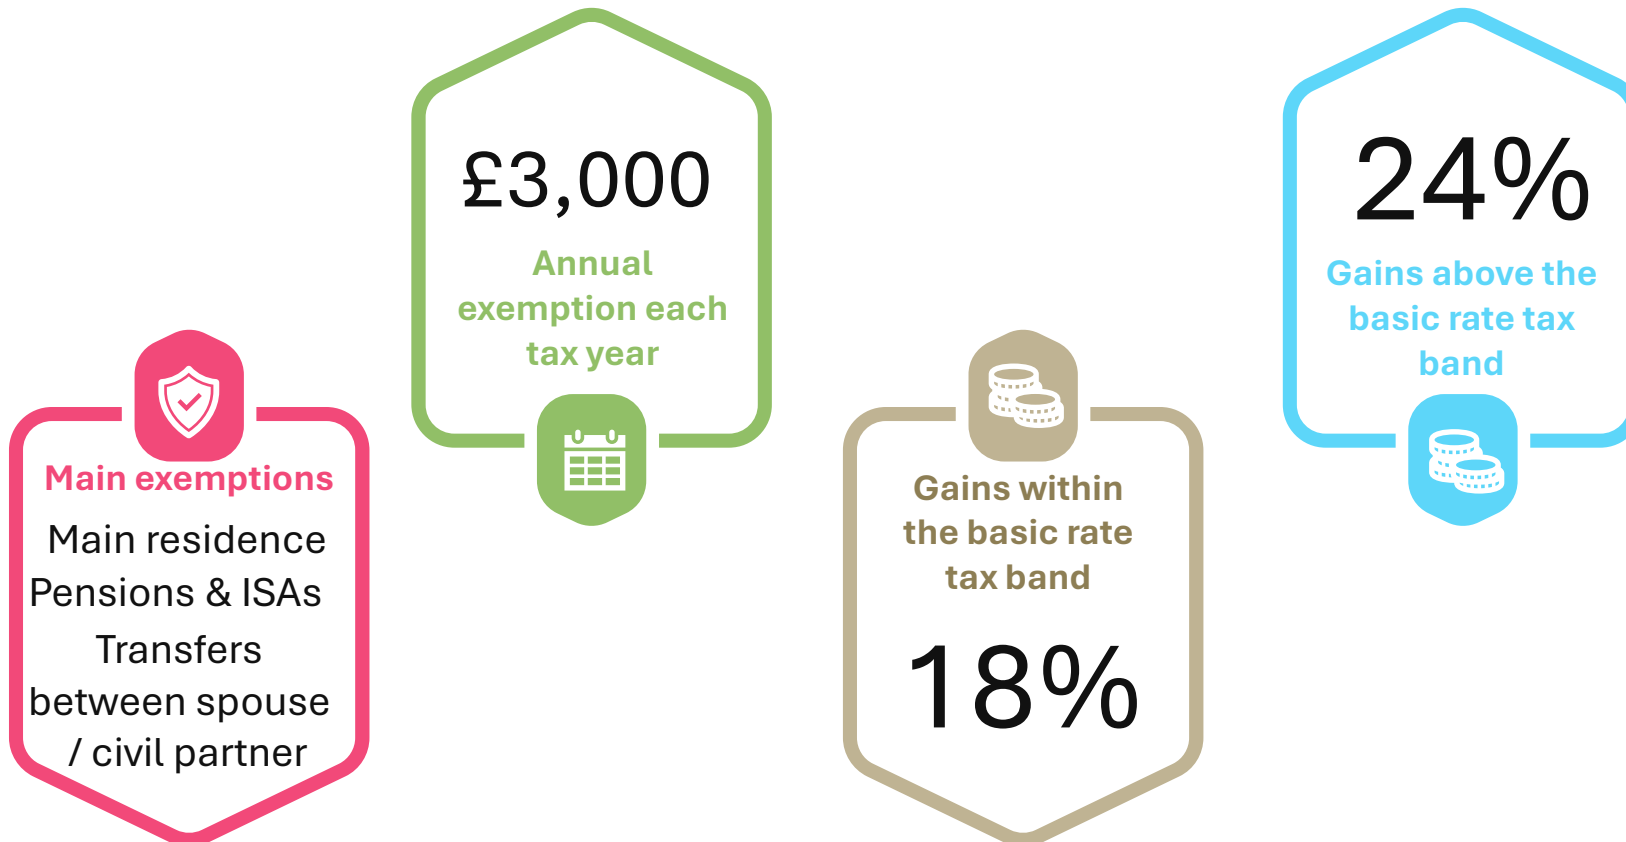 Main exemptions
Main residence
Pensions & ISAs
Transfers
between spouse
/ civil partner
£3,000
Annual
exemption each
tax year
Gains within
the basic rate
tax band
18%
24%
Gains above the
basic rate tax
band